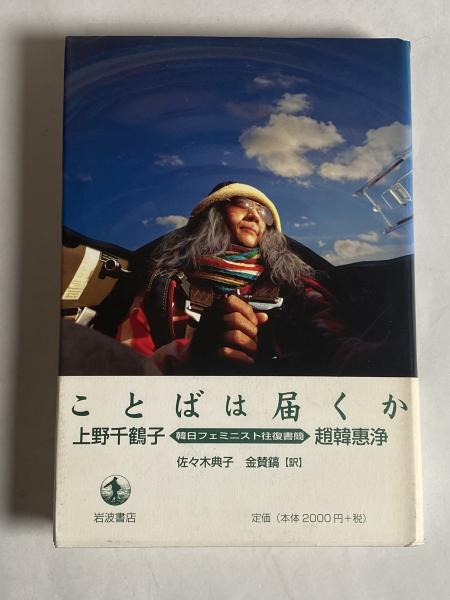 ことばは届くか
上野千鶴子 韓日フェミニスト往復書簡 趙韓惠浄
佐々木典子 金賛鎬【訳】
岩波書店
定価（本体2000円+税）